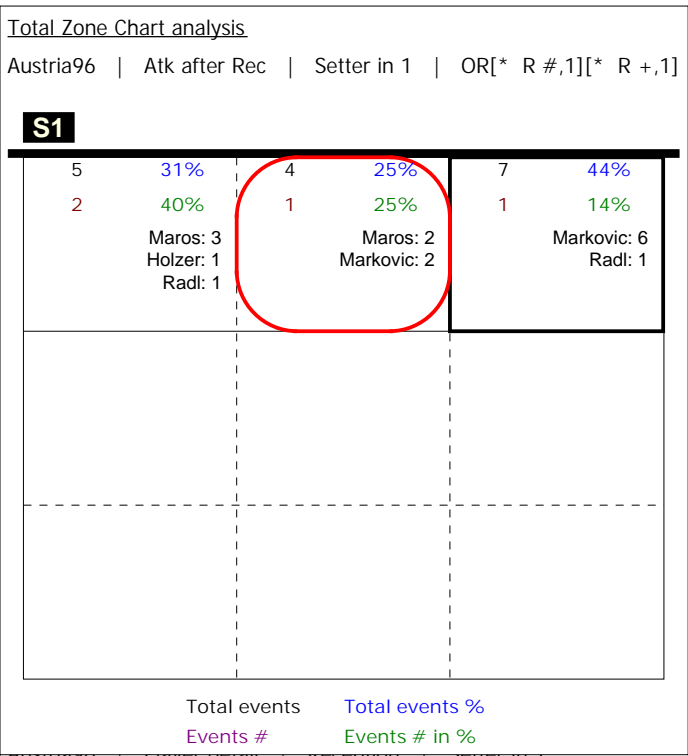 Total Zone Chart analysis
Austria96 | Atk after Rec | Setter in 1 | OR[* R #,1][* R +,1]
S1
5 31% 4 25% 7 44%
2 40% 1 25% 1 14%
Maros: 3 Maros: 2 Markovic: 6
Holzer: 1 Markovic: 2 Radl: 1
Radl: 1
Total events Total events %
Events # Events # in %